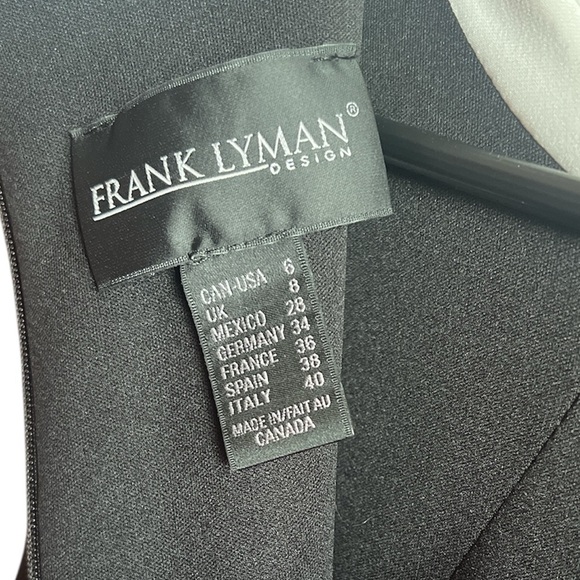 FRANK LYMAN®
DESIGN
CAN-USA 6
UK 8
MEXICO 28
GERMANY 34
FRANCE 36
SPAIN 38
ITALY 40
MADE IN/FAIT AU
CANADA